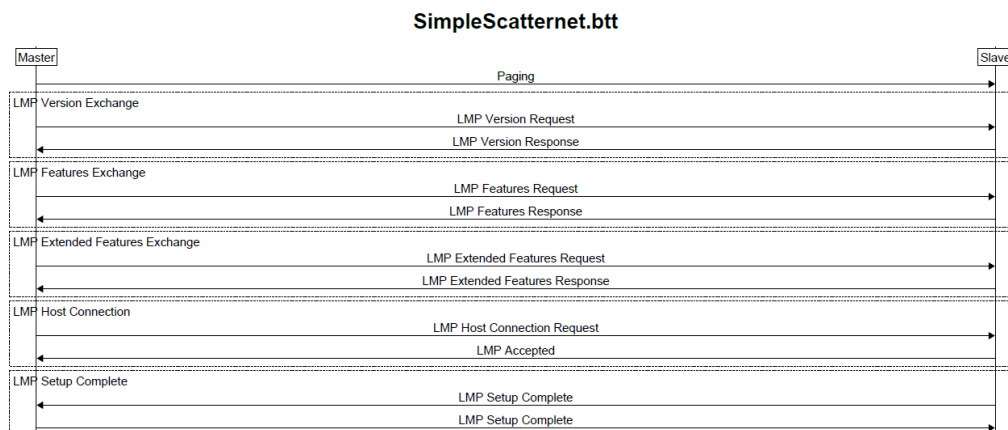 SimpleScatternet.btt
Master Slave
Paging
LMP Version Exchange
LMP Version Request
LMP Version Response
LMP Features Exchange
LMP Features Request
LMP Features Response
LMP Extended Features Exchange
LMP Extended Features Request
LMP Extended Features Response
LMP Host Connection
LMP Host Connection Request
LMP Accepted
LMP Setup Complete
LMP Setup Complete
LMP Setup Complete